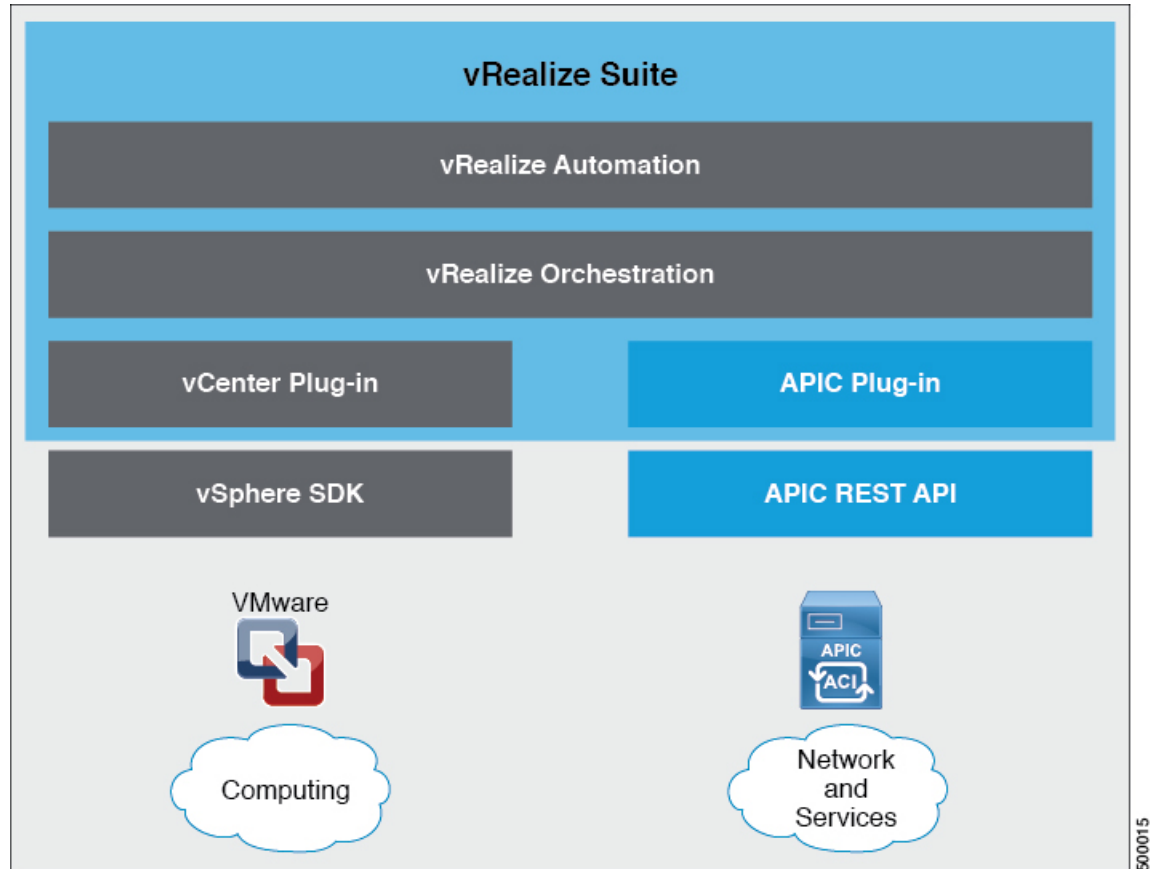 vRealize Suite
vRealize Automation
vRealize Orchestration
vCenter Plug-in
APIC Plug-in
vSphere SDK
APIC REST API
VMware
APIC
ACI
Computing
Network
and
Services
500015